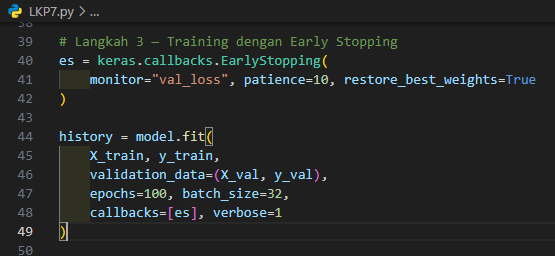 LKP7.py > ...
38
39 # Langkah 3 — Training dengan Early Stopping
40 es = keras.callbacks.EarlyStopping(
41     monitor="val_loss", patience=10, restore_best_weights=True
42 )
43
44 history = model.fit(
45     X_train, y_train,
46     validation_data=(X_val, y_val),
47     epochs=100, batch_size=32,
48     callbacks=[es], verbose=1
49 )
50